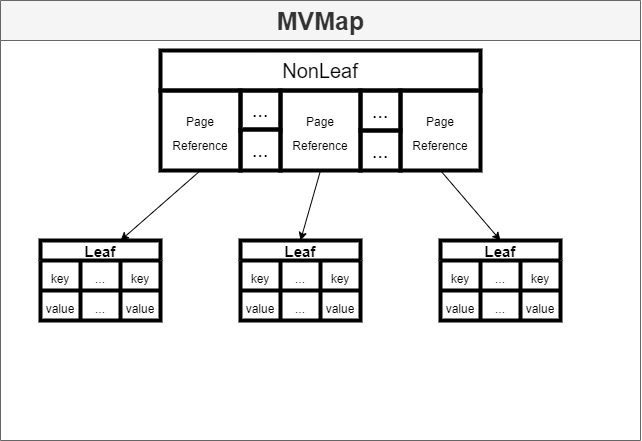 MVMap
NonLeaf
Page Reference ... ... Page Reference ... ... Page Reference
Leaf
key ... key
value ... value
Leaf
key ... key
value ... value
Leaf
key ... key
value ... value